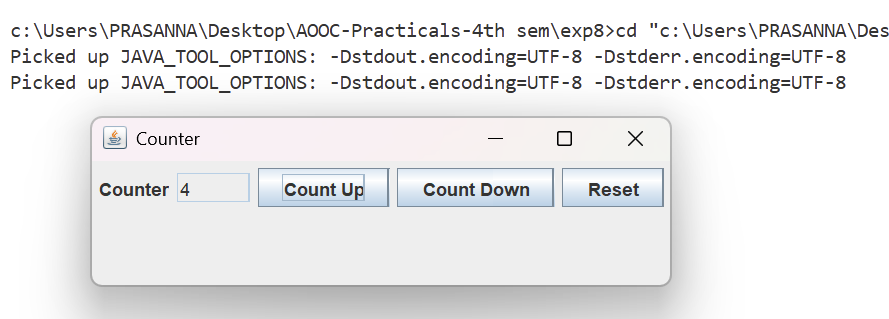 c:\Users\PRASANNA\Desktop\AOOC-Practicals-4th sem\exp8>cd "c:\Users\PRASANNA\Des
Picked up JAVA_TOOL_OPTIONS: -Dstdout.encoding=UTF-8 -Dstderr.encoding=UTF-8
Picked up JAVA_TOOL_OPTIONS: -Dstdout.encoding=UTF-8 -Dstderr.encoding=UTF-8
Counter
Counter 4 Count Up Count Down Reset